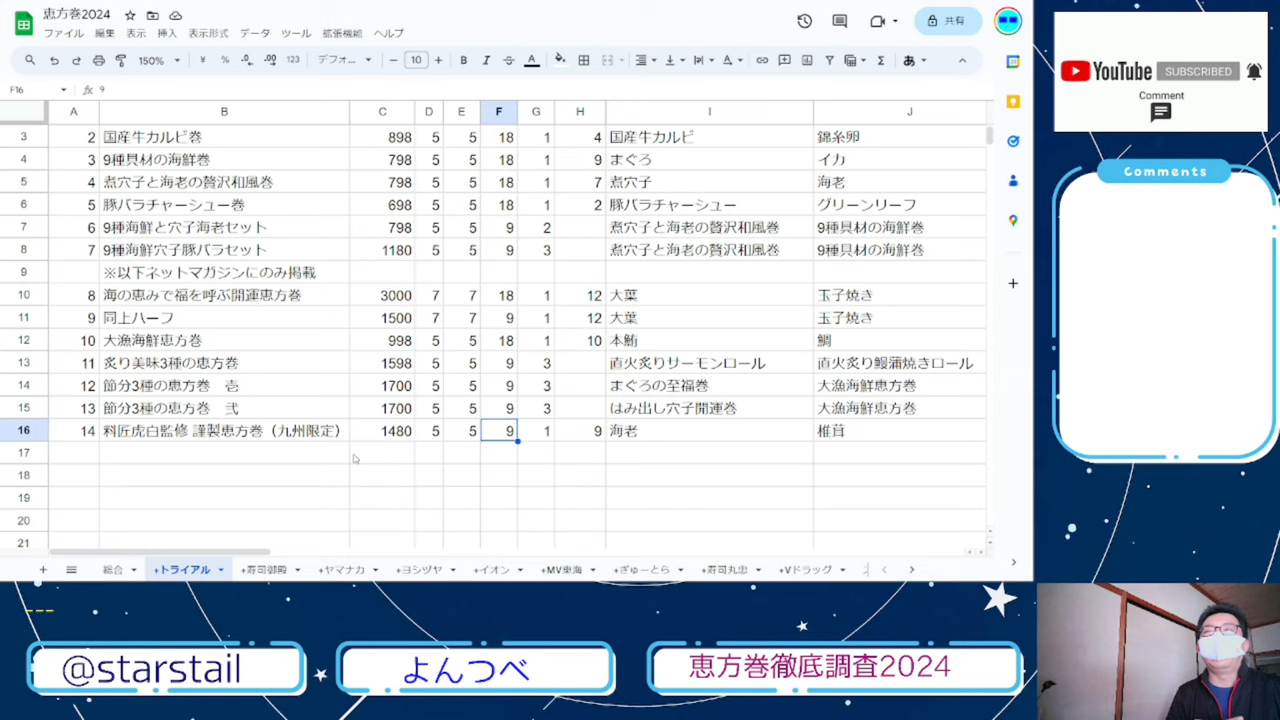 恵方巻2024
ファイル 編集 表示 挿入 表示形式 データ ツール 拡張機能 ヘルプ
共有
150% ¥ % .0 .00 123 デフォ... 10 B I A あ
F16 fx 9
A B C D E F G H I J
3 2 国産牛カルビ巻 898 5 5 18 1 4 国産牛カルビ 錦糸卵
4 3 9種具材の海鮮巻 798 5 5 18 1 9 まぐろ イカ
5 4 煮穴子と海老の贅沢和風巻 798 5 5 18 1 7 煮穴子 海老
6 5 豚バラチャーシュー巻 698 5 5 18 1 2 豚バラチャーシュー グリーンリーフ
7 6 9種海鮮と穴子海老セット 798 5 5 9 2 煮穴子と海老の贅沢和風巻 9種具材の海鮮巻
8 7 9種海鮮穴子豚バラセット 1180 5 5 9 3 煮穴子と海老の贅沢和風巻 9種具材の海鮮巻
9 ※以下ネットマガジンにのみ掲載
10 8 海の恵みで福を呼ぶ開運恵方巻 3000 7 7 18 1 12 大葉 玉子焼き
11 9 同上ハーフ 1500 7 7 9 1 12 大葉 玉子焼き
12 10 大漁海鮮恵方巻 998 5 5 18 1 10 本鮪 鯛
13 11 炙り美味3種の恵方巻 1598 5 5 9 3 直火炙りサーモンロール 直火炙り鰻蒲焼きロール
14 12 節分3種の恵方巻 壱 1700 5 5 9 3 まぐろの至福巻 大漁海鮮恵方巻
15 13 節分3種の恵方巻 弐 1700 5 5 9 3 はみ出し穴子開運巻 大漁海鮮恵方巻
16 14 料匠虎白監修 謹製恵方巻（九州限定） 1480 5 5 9 1 9 海老 椎茸
17
18
19
20
21
総合 +トライアル +寿司御殿 +ヤマナカ +ヨシヅヤ +イオン +MV東海 +ぎゅーとら +寿司丸忠 +Vドラッグ
YouTube SUBSCRIBED
Comment
Comments
@starstail
よんつべ
恵方巻徹底調査2024